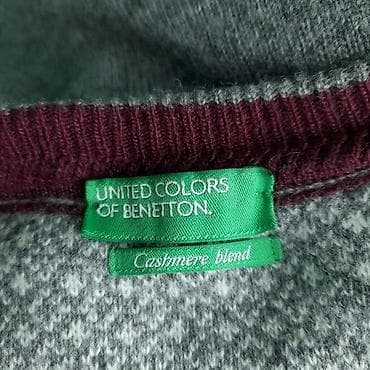 UNITED COLORS
OF BENETTON.
Cashmere blend